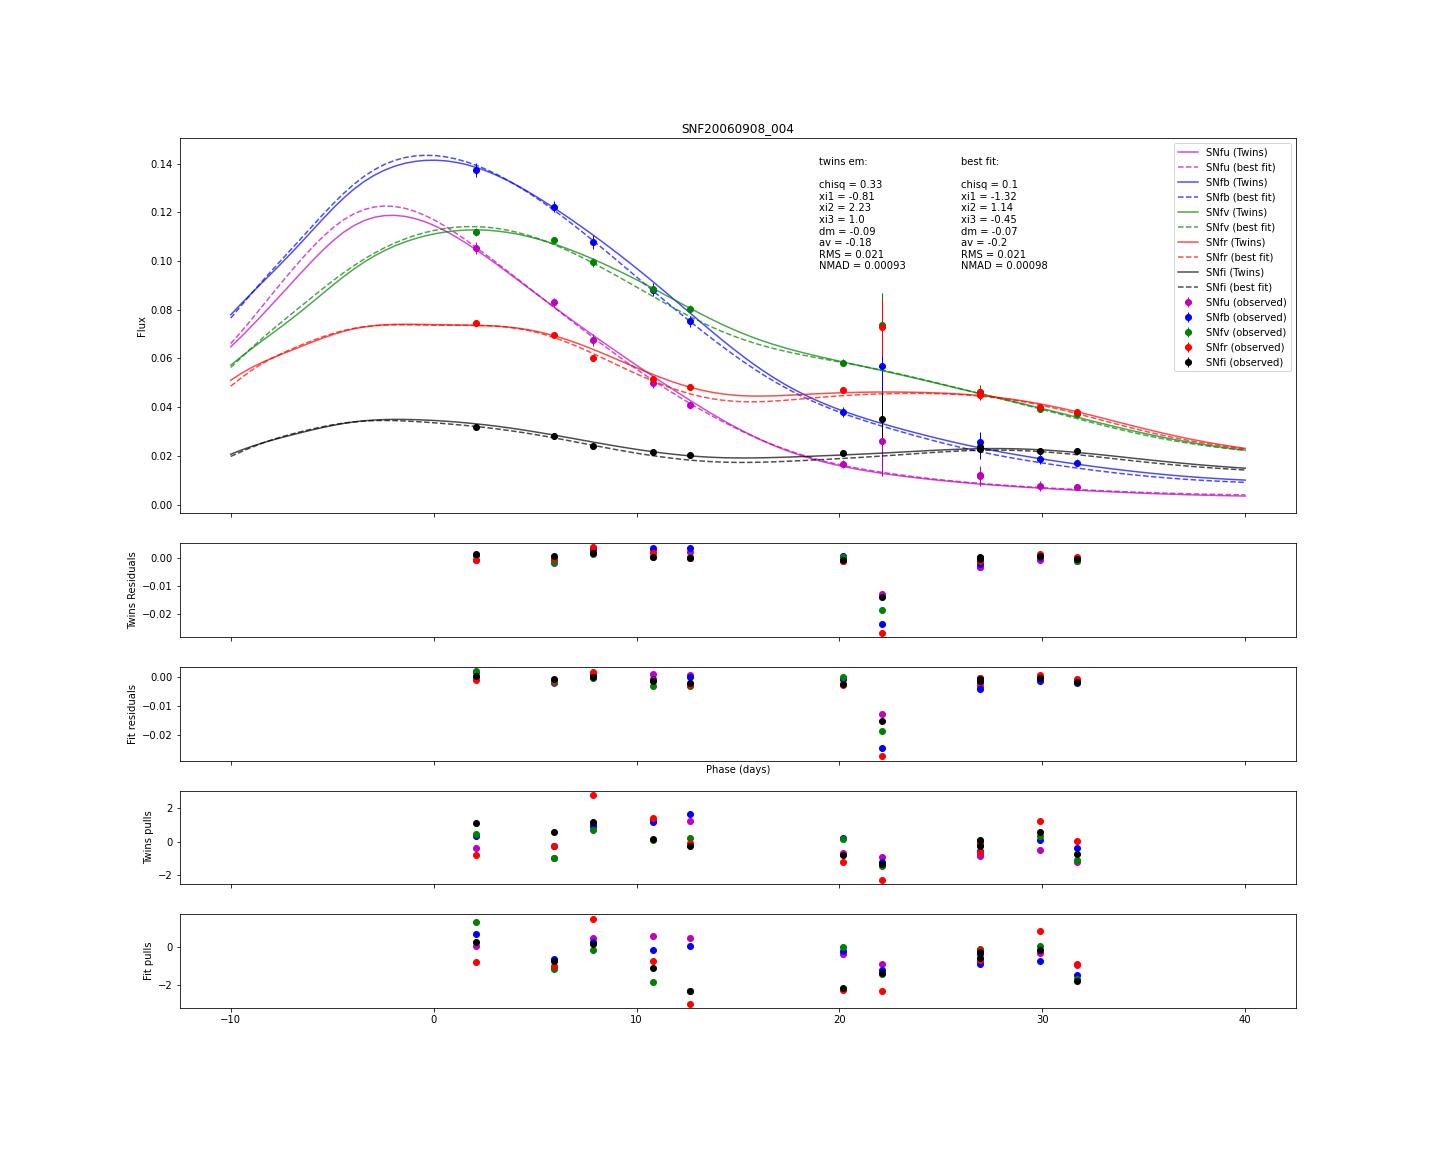 SNF20060908_004
Flux
0.14
0.12
0.10
0.08
0.06
0.04
0.02
0.00
twins em:
chisq = 0.33
xi1 = -0.81
xi2 = 2.23
xi3 = 1.0
dm = -0.09
av = -0.18
RMS = 0.021
NMAD = 0.00093
best fit:
chisq = 0.1
xi1 = -1.32
xi2 = 1.14
xi3 = -0.45
dm = -0.07
av = -0.2
RMS = 0.021
NMAD = 0.00098
SNfu (Twins)
SNfu (best fit)
SNfb (Twins)
SNfb (best fit)
SNfv (Twins)
SNfv (best fit)
SNfr (Twins)
SNfr (best fit)
SNfi (Twins)
SNfi (best fit)
SNfu (observed)
SNfb (observed)
SNfv (observed)
SNfr (observed)
SNfi (observed)
Twins Residuals
0.00
−0.01
−0.02
Fit residuals
0.00
−0.01
−0.02
Phase (days)
Twins pulls
2
0
−2
Fit pulls
0
−2
−10
0
10
20
30
40